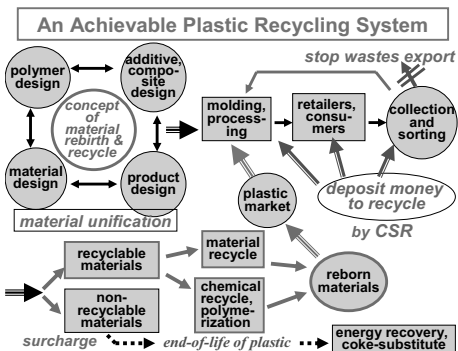 An Achievable Plastic Recycling System
stop wastes export
polymer
design
additive,
compo-
site
design
concept
of
material
rebirth &
recycle
material
design
product
design
material unification
molding,
process-
ing
retailers,
consu-
mers
collection
and
sorting
plastic
market
deposit money
to recycle
by CSR
recyclable
materials
non-
recyclable
materials
material
recycle
chemical
recycle,
polyme-
rization
reborn
materials
surcharge
end-of-life of plastic
energy recovery,
coke-substitute